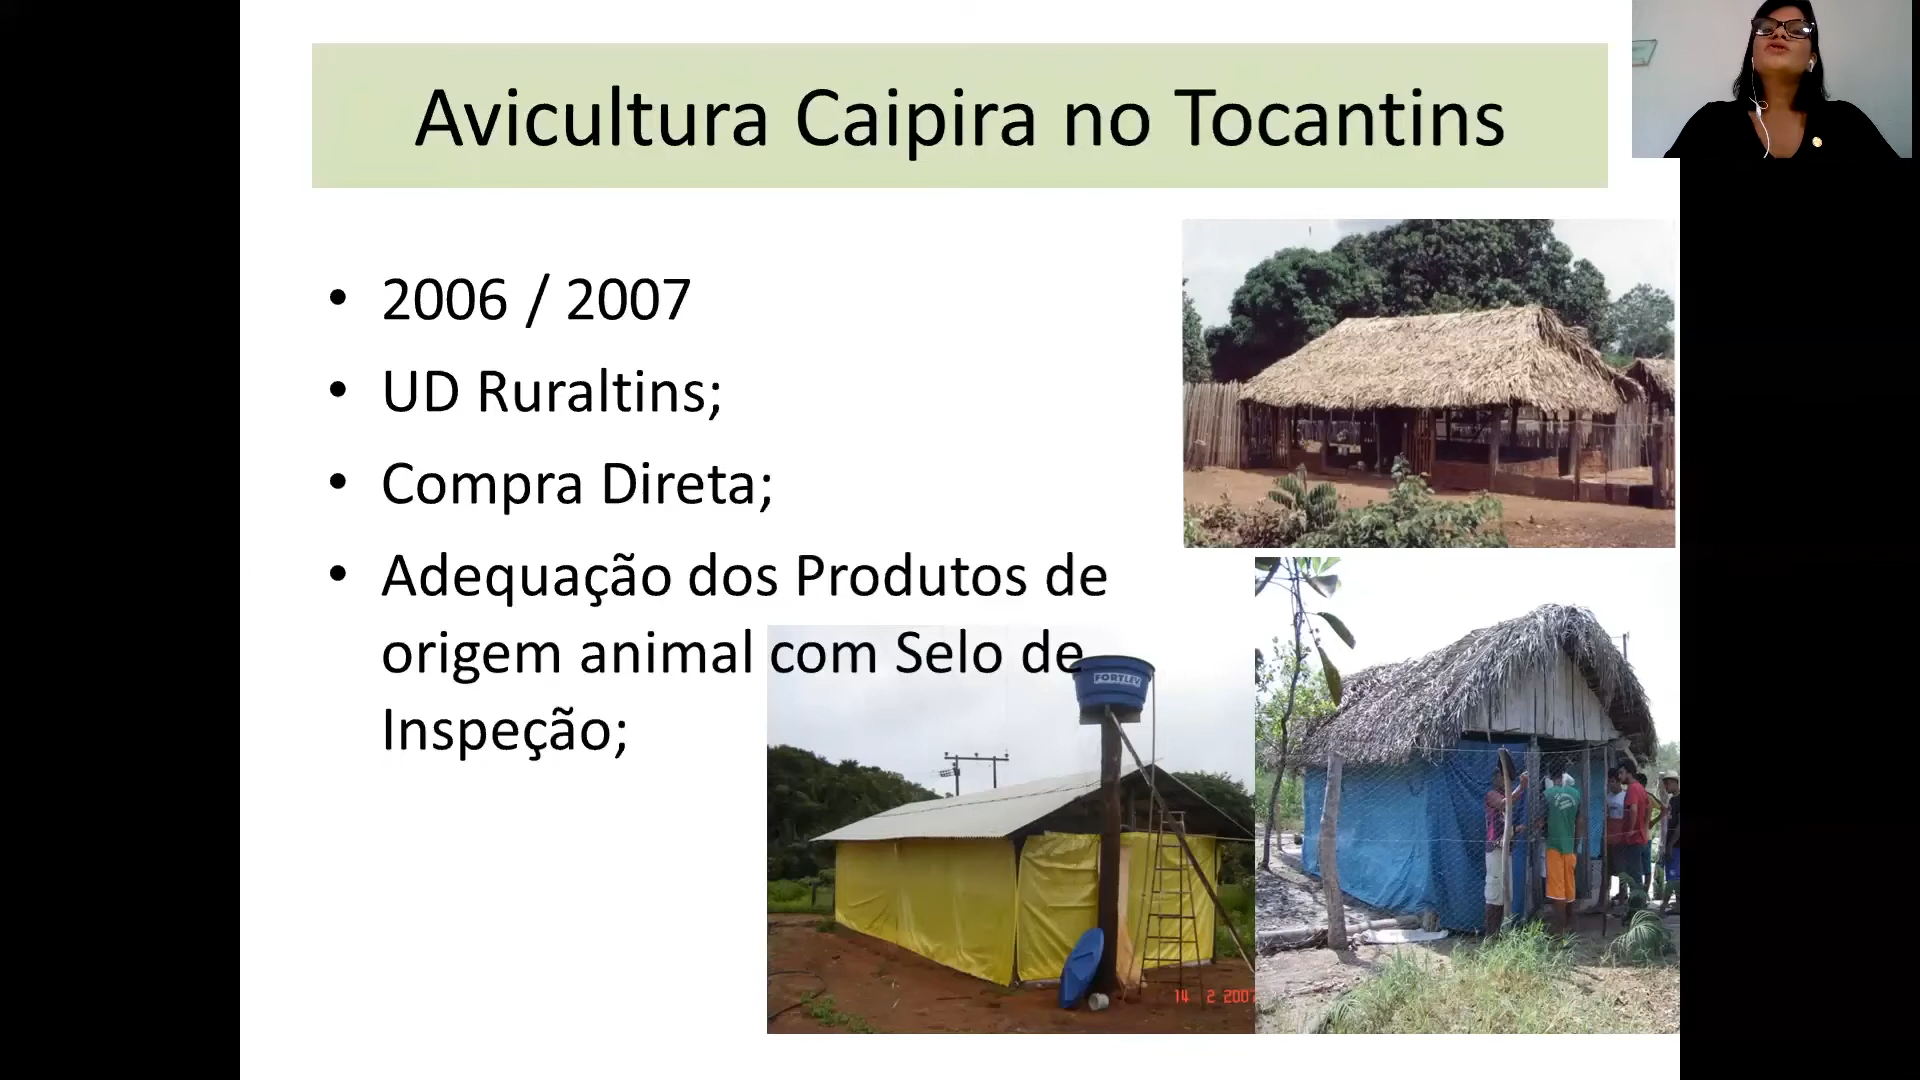 Avicultura Caipira no Tocantins
• 2006 / 2007
• UD Ruraltins;
• Compra Direta;
• Adequação dos Produtos de
origem animal com Selo de
Inspeção;
FORTLEV
14 2 2007